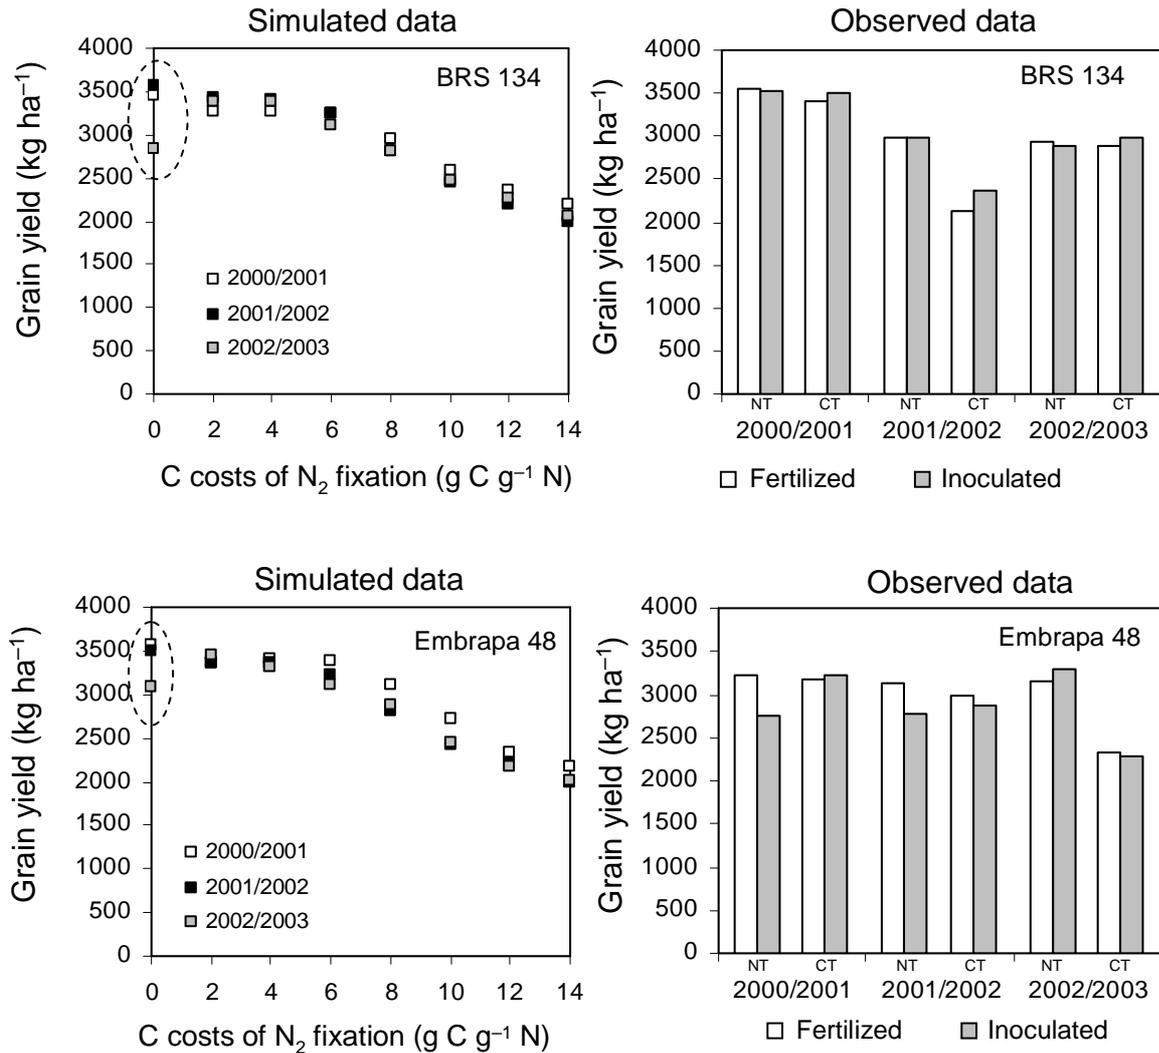 Simulated data
BRS 134
Grain yield (kg ha⁻¹)
4000
3500
3000
2500
2000
1500
1000
500
0
2000/2001
2001/2002
2002/2003
0 2 4 6 8 10 12 14
C costs of N₂ fixation (g C g⁻¹ N)
Observed data
BRS 134
Grain yield (kg ha⁻¹)
4000
3500
3000
2500
2000
1500
1000
500
0
NT CT NT CT NT CT
2000/2001 2001/2002 2002/2003
Fertilized Inoculated
Simulated data
Embrapa 48
Grain yield (kg ha⁻¹)
4000
3500
3000
2500
2000
1500
1000
500
0
2000/2001
2001/2002
2002/2003
0 2 4 6 8 10 12 14
C costs of N₂ fixation (g C g⁻¹ N)
Observed data
Embrapa 48
Grain yield (kg ha⁻¹)
4000
3500
3000
2500
2000
1500
1000
500
0
NT CT NT CT NT CT
2000/2001 2001/2002 2002/2003
Fertilized Inoculated